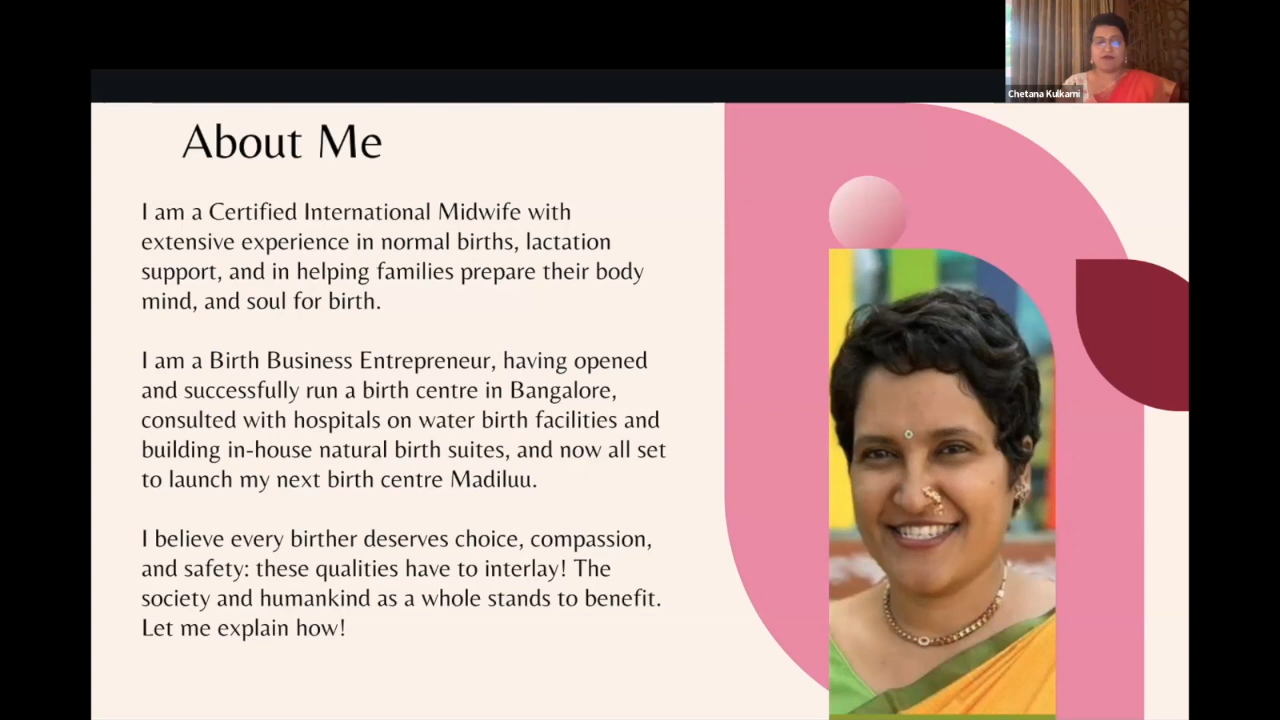 Chetana Kulkarni
About Me
I am a Certified International Midwife with
extensive experience in normal births, lactation
support, and in helping families prepare their body
mind, and soul for birth.
I am a Birth Business Entrepreneur, having opened
and successfully run a birth centre in Bangalore,
consulted with hospitals on water birth facilities and
building in-house natural birth suites, and now all set
to launch my next birth centre Madiluu.
I believe every birther deserves choice, compassion,
and safety: these qualities have to interlay! The
society and humankind as a whole stands to benefit.
Let me explain how!